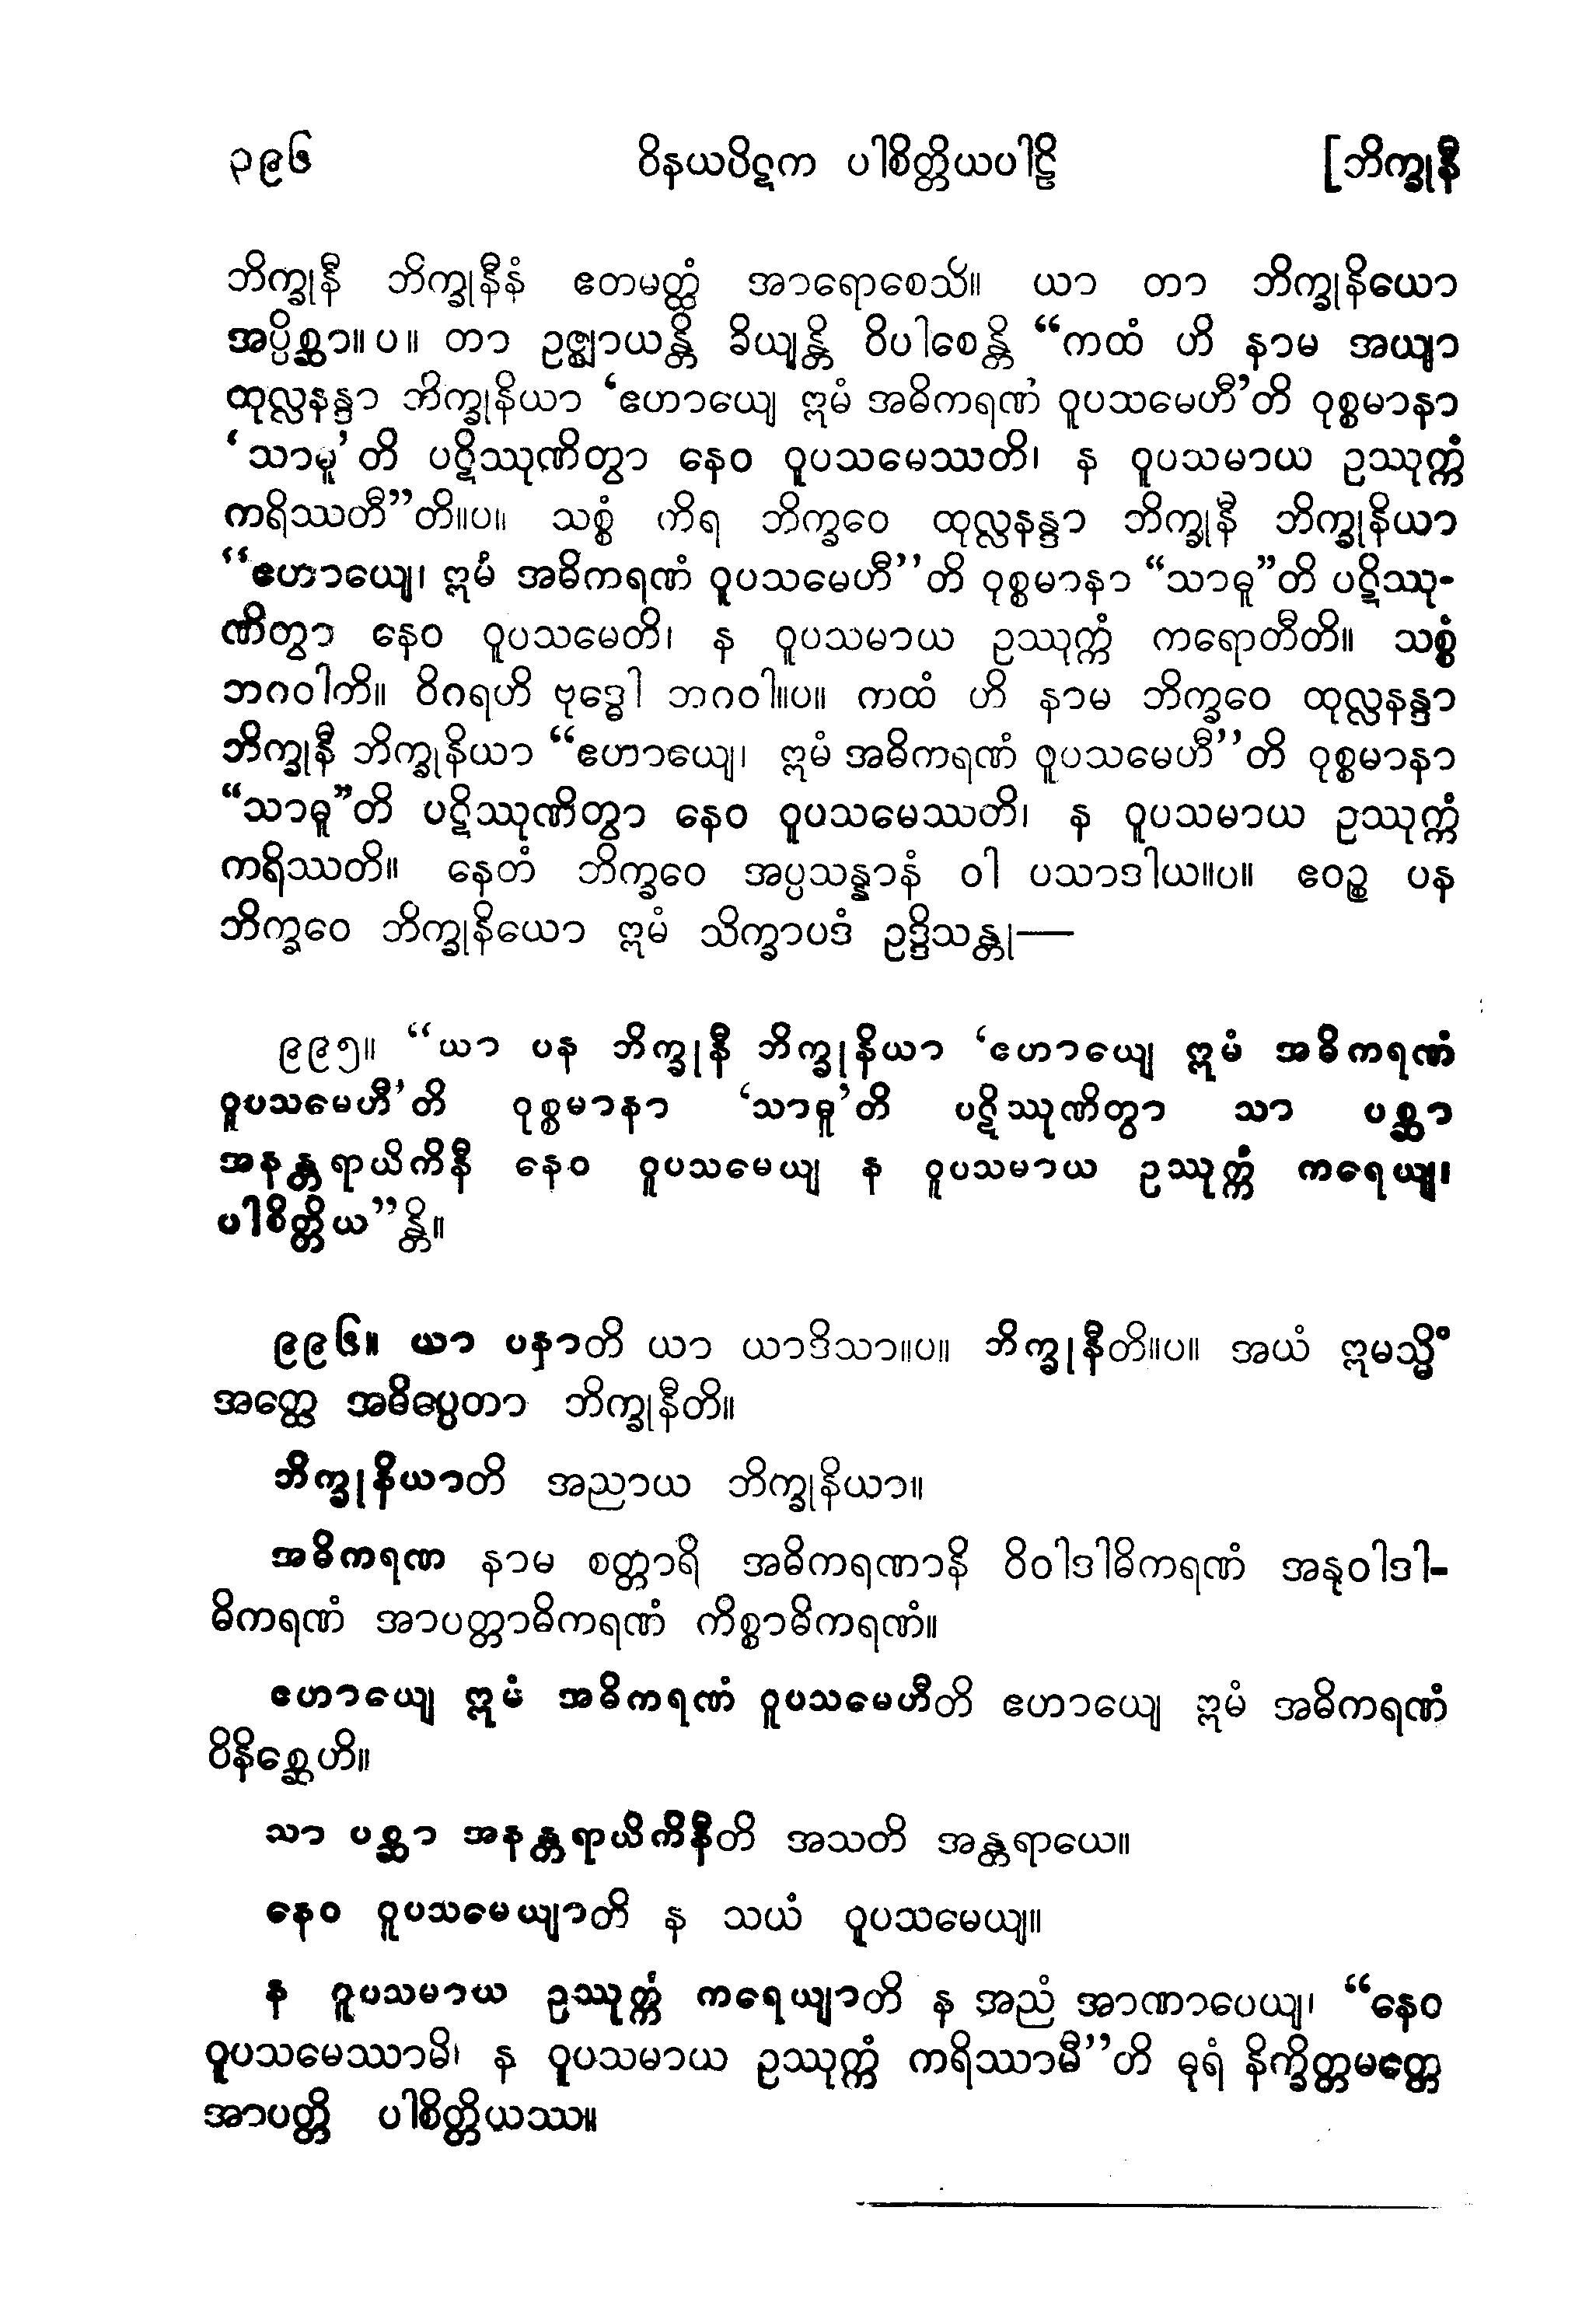 ၃၉၆ ဝိနယပိဋက ပါစိတ္တိယပါဠိ [ဘိက္ခုနီ
ဘိက္ခုနီ ဘိက္ခုနီနံ ဧတမတ္ထံ အာရောစေသိ။ ယာ တာ ဘိက္ခုနိယော
အပ္ပိစ္ဆာ။ပ။ တာ ဥဇ္ဈာယန္တိ ခိယျန္တိ ဝိပါစေန္တိ “ကထံ ဟိ နာမ အယျာ
ထုလ္လနန္ဒာ ဘိက္ခုနိယာ ‘ဧဟာယျေ ဣမံ အဓိကရဏံ ဝူပသမေဟီ’တိ ဝုစ္စမာနာ
‘သာဓူ’တိ ပဋိဿုဏိတွာ နေဝ ဝူပသမေဿတိ၊ န ဝူပသမာယ ဥဿုက္ကံ
ကရိဿတီ”တိ။ပ။ သစ္စံ ကိရ ဘိက္ခဝေ ထုလ္လနန္ဒာ ဘိက္ခုနီ ဘိက္ခုနိယာ
“ဧဟာယျေ၊ ဣမံ အဓိကရဏံ ဝူပသမေဟီ”တိ ဝုစ္စမာနာ “သာဓူ”တိ ပဋိဿု-
ဏိတွာ နေဝ ဝူပသမေတိ၊ န ဝူပသမာယ ဥဿုက္ကံ ကရောတီတိ။ သစ္စံ
ဘဂဝါတိ။ ဝိဂရဟိ ဗုဒ္ဓေါ ဘဂဝါ။ပ။ ကထံ ဟိ နာမ ဘိက္ခဝေ ထုလ္လနန္ဒာ
ဘိက္ခုနီ ဘိက္ခုနိယာ “ဧဟာယျေ၊ ဣမံ အဓိကရဏံ ဝူပသမေဟီ”တိ ဝုစ္စမာနာ
“သာဓူ”တိ ပဋိဿုဏိတွာ နေဝ ဝူပသမေဿတိ၊ န ဝူပသမာယ ဥဿုက္ကံ
ကရိဿတိ။ နေတံ ဘိက္ခဝေ အပ္ပသန္နာနံ ဝါ ပသာဒါယ။ပ။ ဧဝဉ္စ ပန
ဘိက္ခဝေ ဘိက္ခုနိယော ဣမံ သိက္ခာပဒံ ဥဒ္ဒိသန္တု—
၉၉၅။ “ယာ ပန ဘိက္ခုနီ ဘိက္ခုနိယာ ‘ဧဟာယျေ ဣမံ အဓိကရဏံ
ဝူပသမေဟီ’တိ ဝုစ္စမာနာ ‘သာဓူ’တိ ပဋိဿုဏိတွာ သာ ပစ္ဆာ
အနန္တရာယိကိနီ နေဝ ဝူပသမေယျ န ဝူပသမာယ ဥဿုက္ကံ ကရေယျ၊
ပါစိတ္တိယ”န္တိ။
၉၉၆။ ယာ ပနာတိ ယာ ယာဒိသာ။ပ။ ဘိက္ခုနီတိ။ပ။ အယံ ဣမသ္မိံ
အတ္ထေ အဓိပ္ပေတာ ဘိက္ခုနီတိ။
ဘိက္ခုနိယာတိ အညာယ ဘိက္ခုနိယာ။
အဓိကရဏ နာမ စတ္တာရိ အဓိကရဏာနိ ဝိဝါဒါဓိကရဏံ အနုဝါဒါ-
ဓိကရဏံ အာပတ္တာဓိကရဏံ ကိစ္စာဓိကရဏံ။
ဧဟာယျေ ဣမံ အဓိကရဏံ ဝူပသမေဟီတိ ဧဟာယျေ ဣမံ အဓိကရဏံ
ဝိနိစ္ဆေဟိ။
သာ ပစ္ဆာ အနန္တရာယိကိနီတိ အသတိ အန္တရာယေ။
နေဝ ဝူပသမေယျာတိ န သယံ ဝူပသမေယျ။
န ဝူပသမာယ ဥဿုက္ကံ ကရေယျာတိ န အညံ အာဏာပေယျ၊ “နေဝ
ဝူပသမေဿာမိ၊ န ဝူပသမာယ ဥဿုက္ကံ ကရိဿာမီ”တိ ဓုရံ နိက္ခိတ္တမတ္တေ
အာပတ္တိ ပါစိတ္တိယဿ။